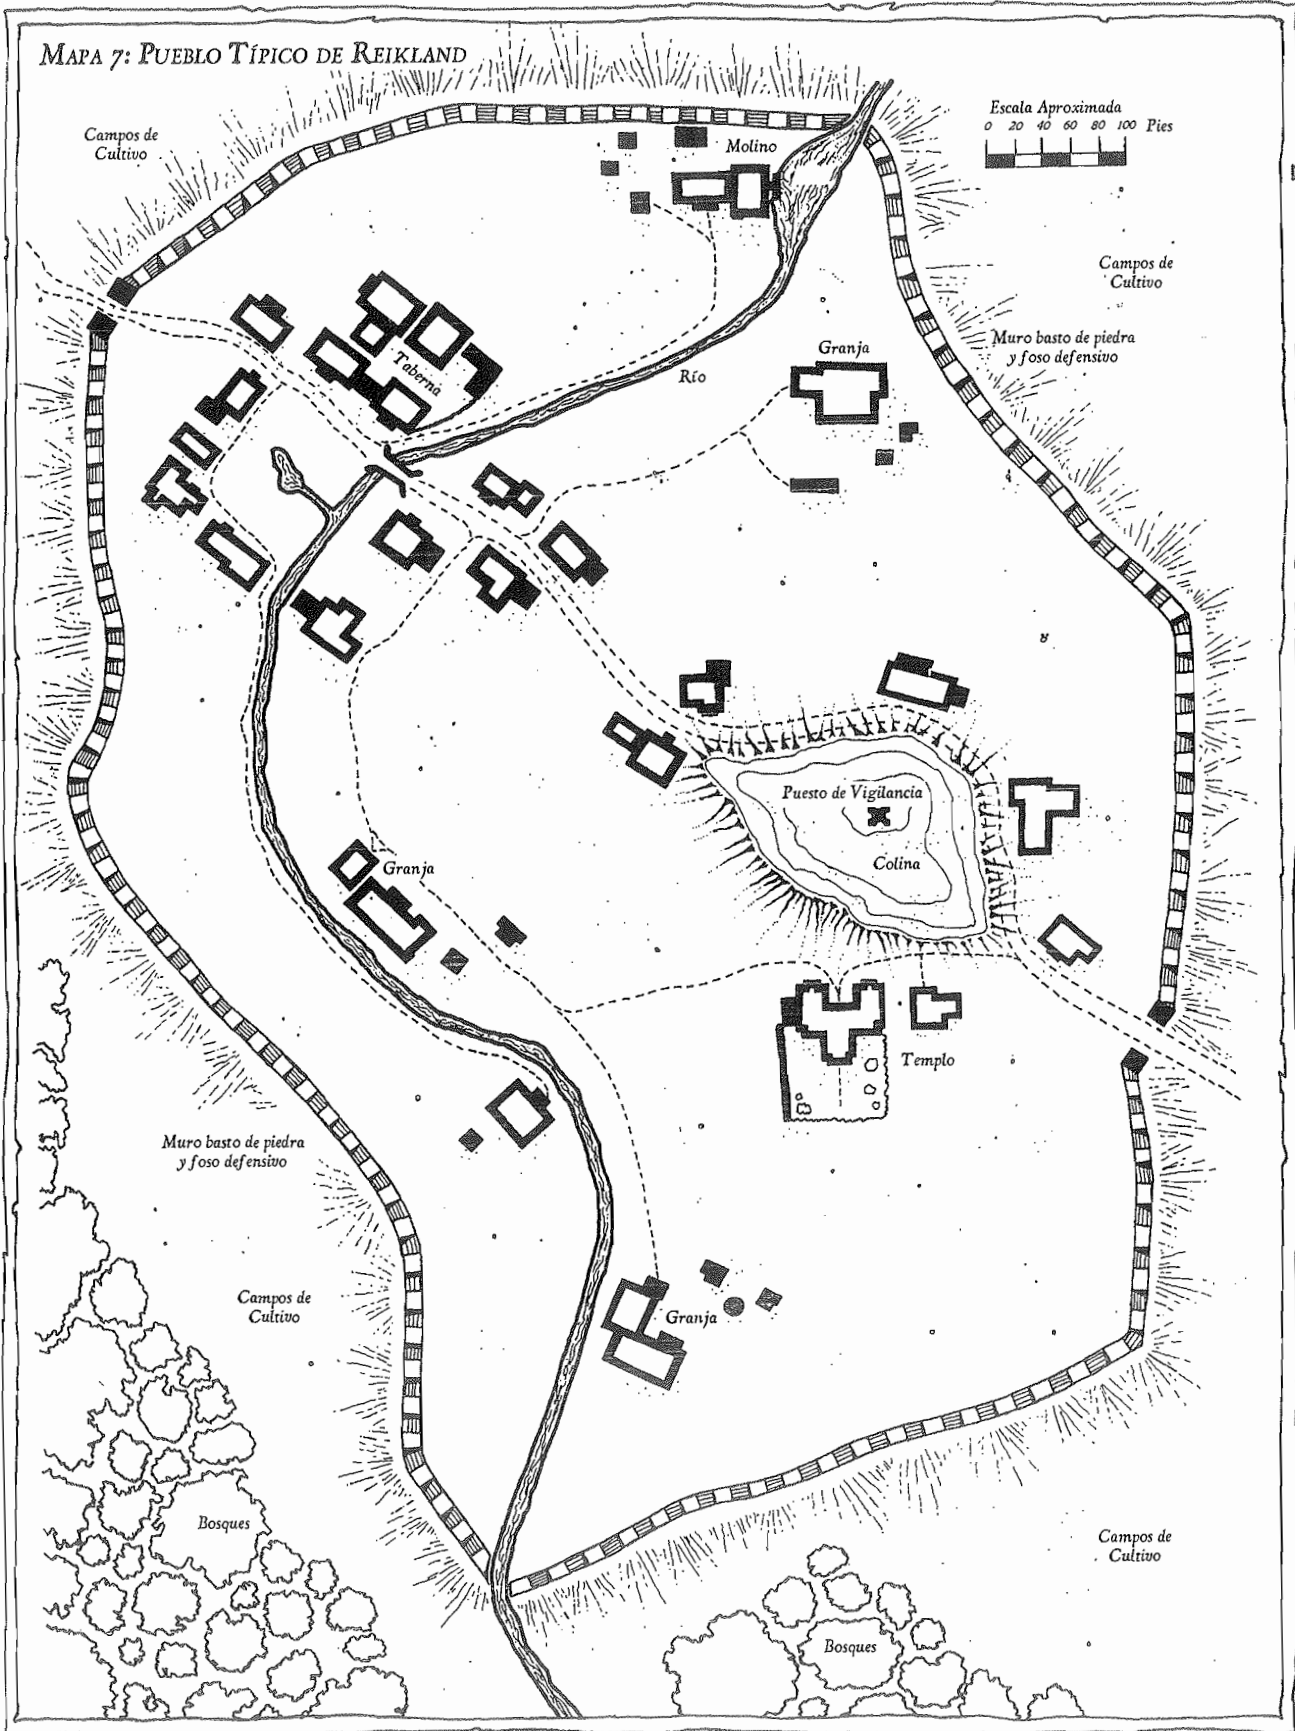 MAPA 7: PUEBLO TÍPICO DE REIKLAND
Escala Aproximada
0 20 40 60 80 100 Pies
Campos de
Cultivo
Molino
Campos de
Cultivo
Muro basto de piedra
y foso defensivo
Granja
Taberna
Río
Puesto de Vigilancia
Colina
Granja
Templo
Muro basto de piedra
y foso defensivo
Campos de
Cultivo
Granja
Bosques
Campos de
Cultivo
Bosques